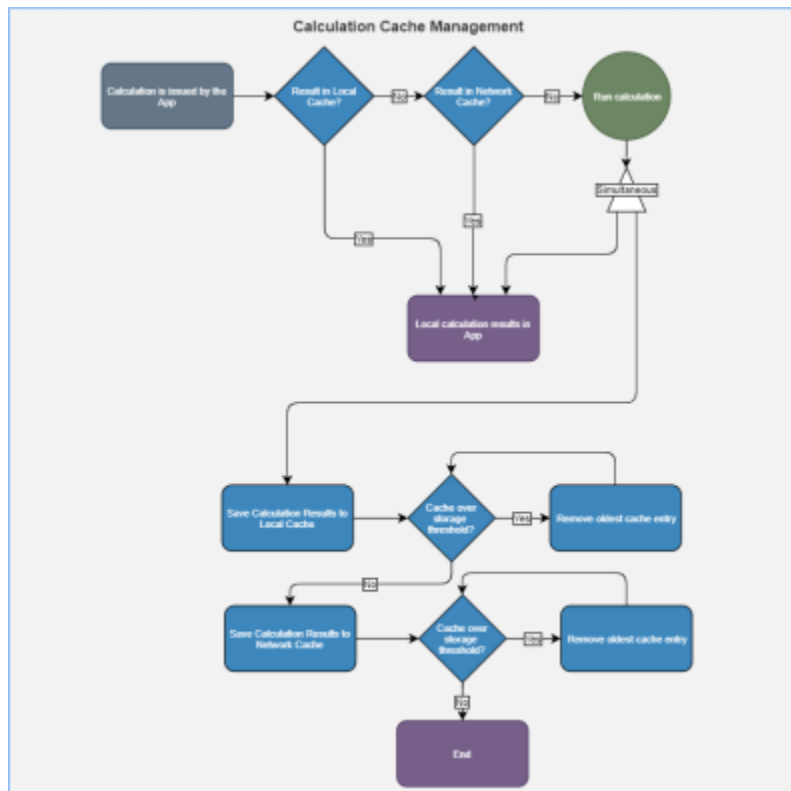 Calculation Cache Management
Calculation is issued by the
App
Result in Local
Cache?
No
Result in Network
Cache?
No
Run calculation
Simultaneous
Yes
Yes
Local calculation results in
App
Save Calculation Results to
Local Cache
Cache over
storage
threshold?
Yes
Remove oldest cache entry
No
Save Calculation Results to
Network Cache
Cache over
storage
threshold?
Yes
Remove oldest cache entry
No
End